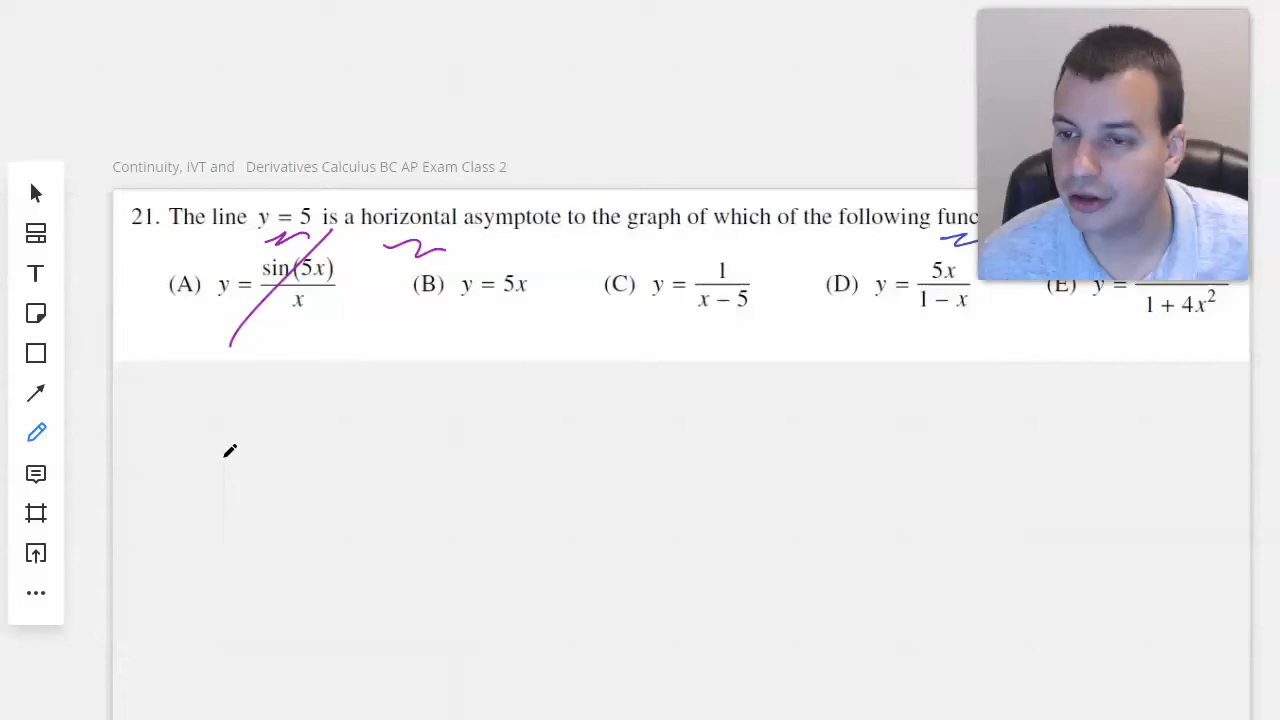 Continuity, IVT and Derivatives Calculus BC AP Exam Class 2
21. The line y = 5 is a horizontal asymptote to the graph of which of the following func
(A) y = sin(5x)/x (B) y = 5x (C) y = 1/(x − 5) (D) y = 5x/(1 − x) (E) y = /(1 + 4x²)
T